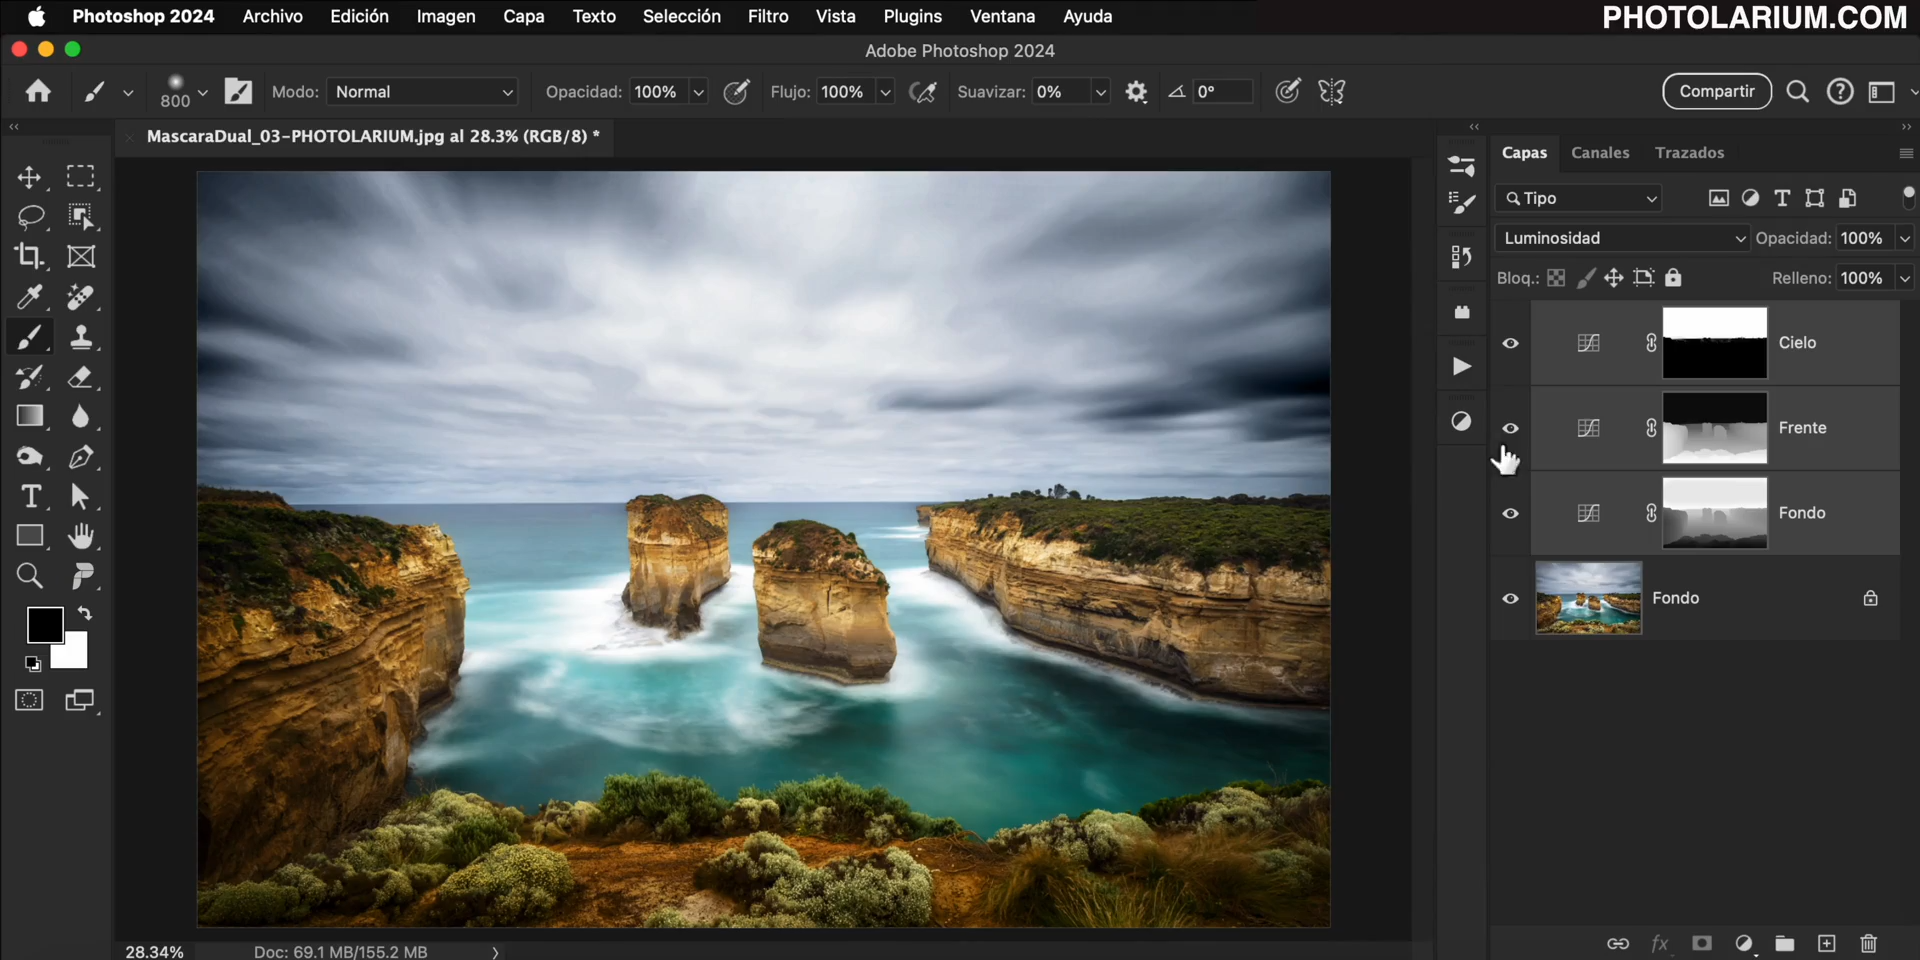 Photoshop 2024 Archivo Edición Imagen Capa Texto Selección Filtro Vista Plugins Ventana Ayuda
PHOTOLARIUM.COM
Adobe Photoshop 2024
800 Modo: Normal Opacidad: 100% Flujo: 100% Suavizar: 0% 0° Compartir
MascaraDual_03-PHOTOLARIUM.jpg al 28.3% (RGB/8) *
Capas Canales Trazados
Tipo
Luminosidad Opacidad: 100%
Bloq.: Relleno: 100%
Cielo
Frente
Fondo
Fondo
28.34% Doc: 69.1 MB/155.2 MB